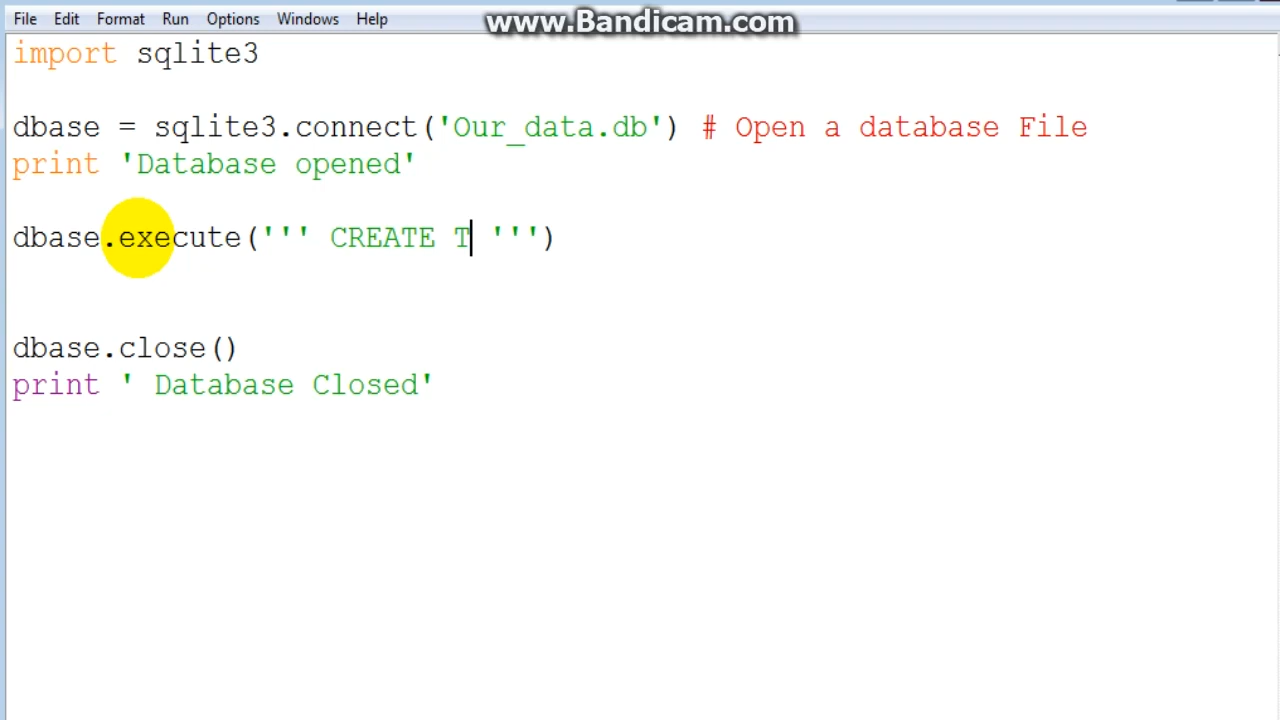 File Edit Format Run Options Windows Help
www.Bandicam.com
import sqlite3
dbase = sqlite3.connect('Our_data.db') # Open a database File
print 'Database opened'
dbase.execute(''' CREATE T ''')
dbase.close()
print ' Database Closed'